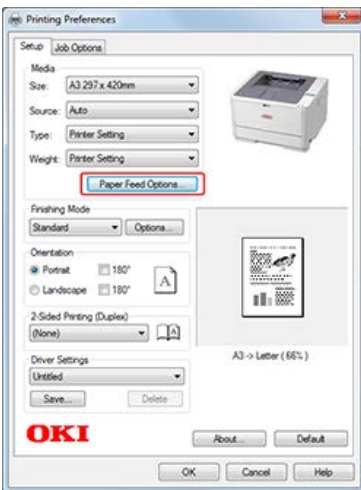 Printing Preferences
Setup Job Options
Media
Size: A3 297 x 420mm
Source: Auto
Type: Printer Setting
Weight: Printer Setting
Paper Feed Options...
Finishing Mode
Standard Options...
Orientation
Portrait 180°
Landscape 180°
A
2-Sided Printing (Duplex)
(None)
A
A3 -> Letter ( 66% )
Driver Settings
Untitled
Save... Delete
OKI
About... Default
OK Cancel Help